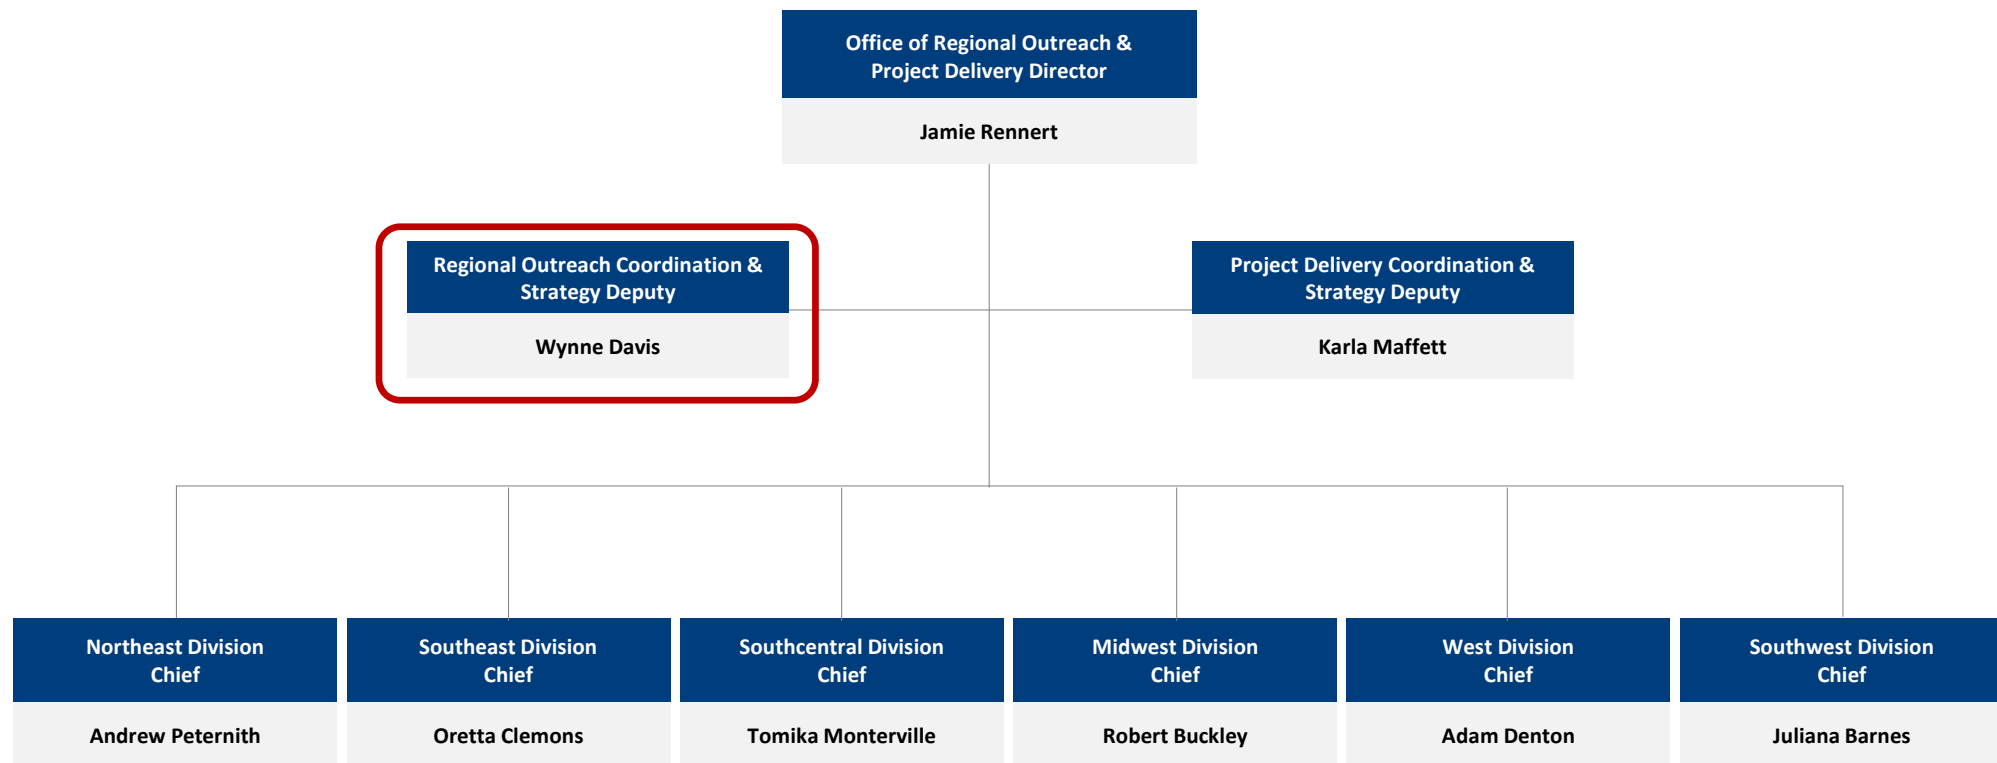 Office of Regional Outreach &
Project Delivery Director
Jamie Rennert
Regional Outreach Coordination &
Strategy Deputy
Wynne Davis
Project Delivery Coordination &
Strategy Deputy
Karla Maffett
Northeast Division
Chief
Andrew Peternith
Southeast Division
Chief
Oretta Clemons
Southcentral Division
Chief
Tomika Monterville
Midwest Division
Chief
Robert Buckley
West Division
Chief
Adam Denton
Southwest Division
Chief
Juliana Barnes